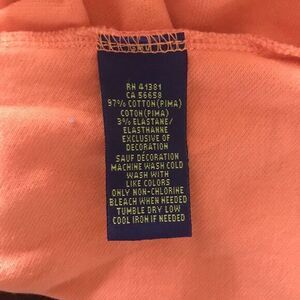 RN 41381
CA 56658
97% COTTON(PIMA)
COTON(PIMA)
3% ELASTANE/
ELASTHANNE
EXCLUSIVE OF
DECORATION
SAUF DÉCORATION
MACHINE WASH COLD
WASH WITH
LIKE COLORS
ONLY NON-CHLORINE
BLEACH WHEN NEEDED
TUMBLE DRY LOW
COOL IRON IF NEEDED